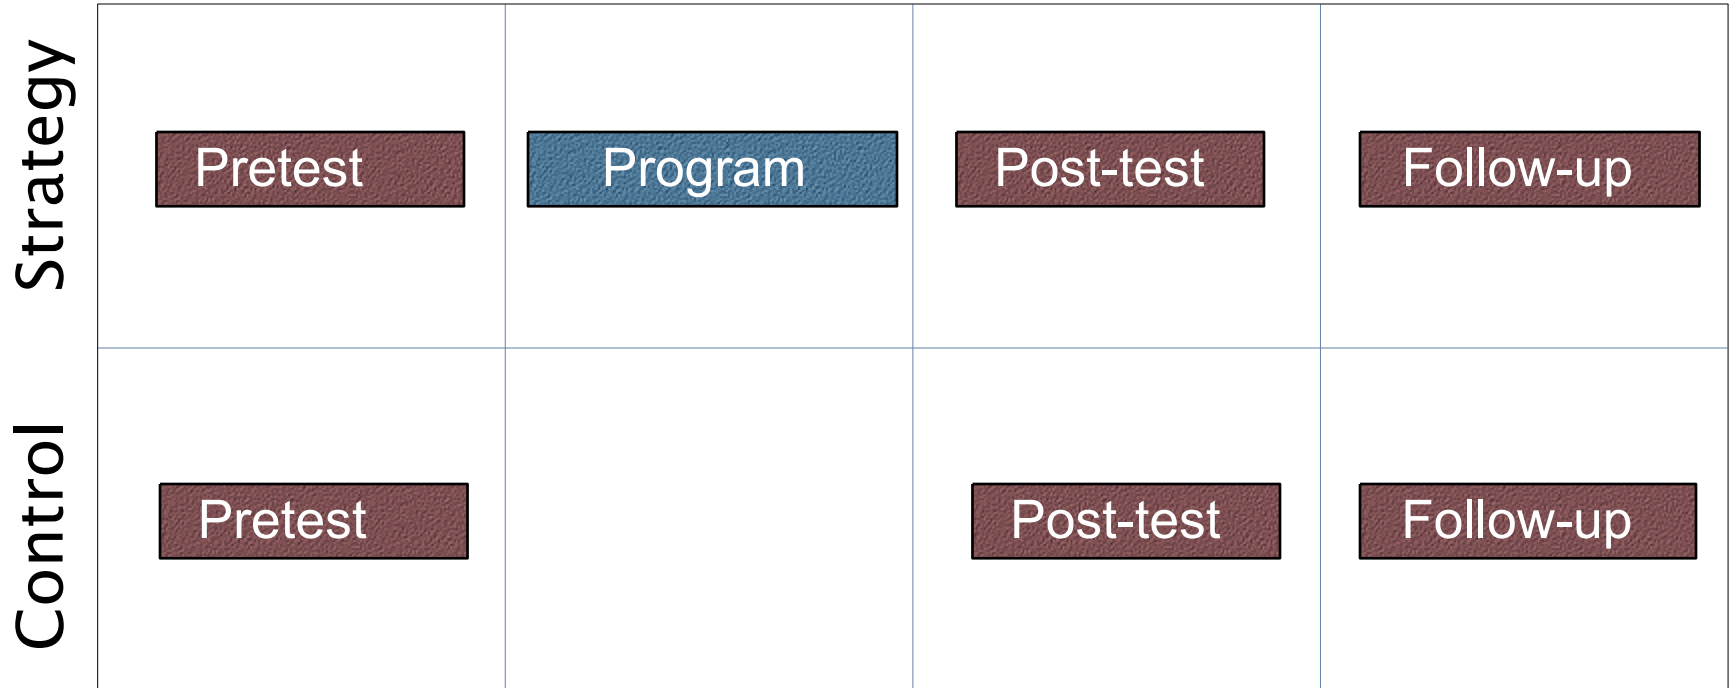 Strategy
Pretest
Program
Post-test
Follow-up
Control
Pretest
Post-test
Follow-up